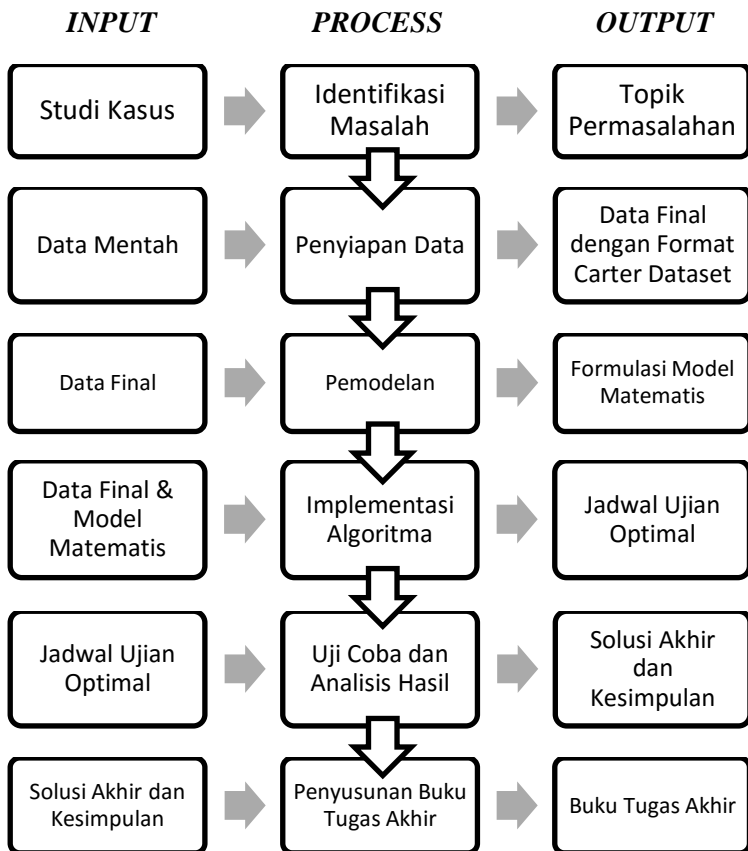 INPUT PROCESS OUTPUT
Studi Kasus
Identifikasi
Masalah
Topik
Permasalahan
Data Mentah
Penyiapan Data
Data Final
dengan Format
Carter Dataset
Data Final
Pemodelan
Formulasi Model
Matematis
Data Final &
Model
Matematis
Implementasi
Algoritma
Jadwal Ujian
Optimal
Jadwal Ujian
Optimal
Uji Coba dan
Analisis Hasil
Solusi Akhir
dan
Kesimpulan
Solusi Akhir dan
Kesimpulan
Penyusunan Buku
Tugas Akhir
Buku Tugas Akhir